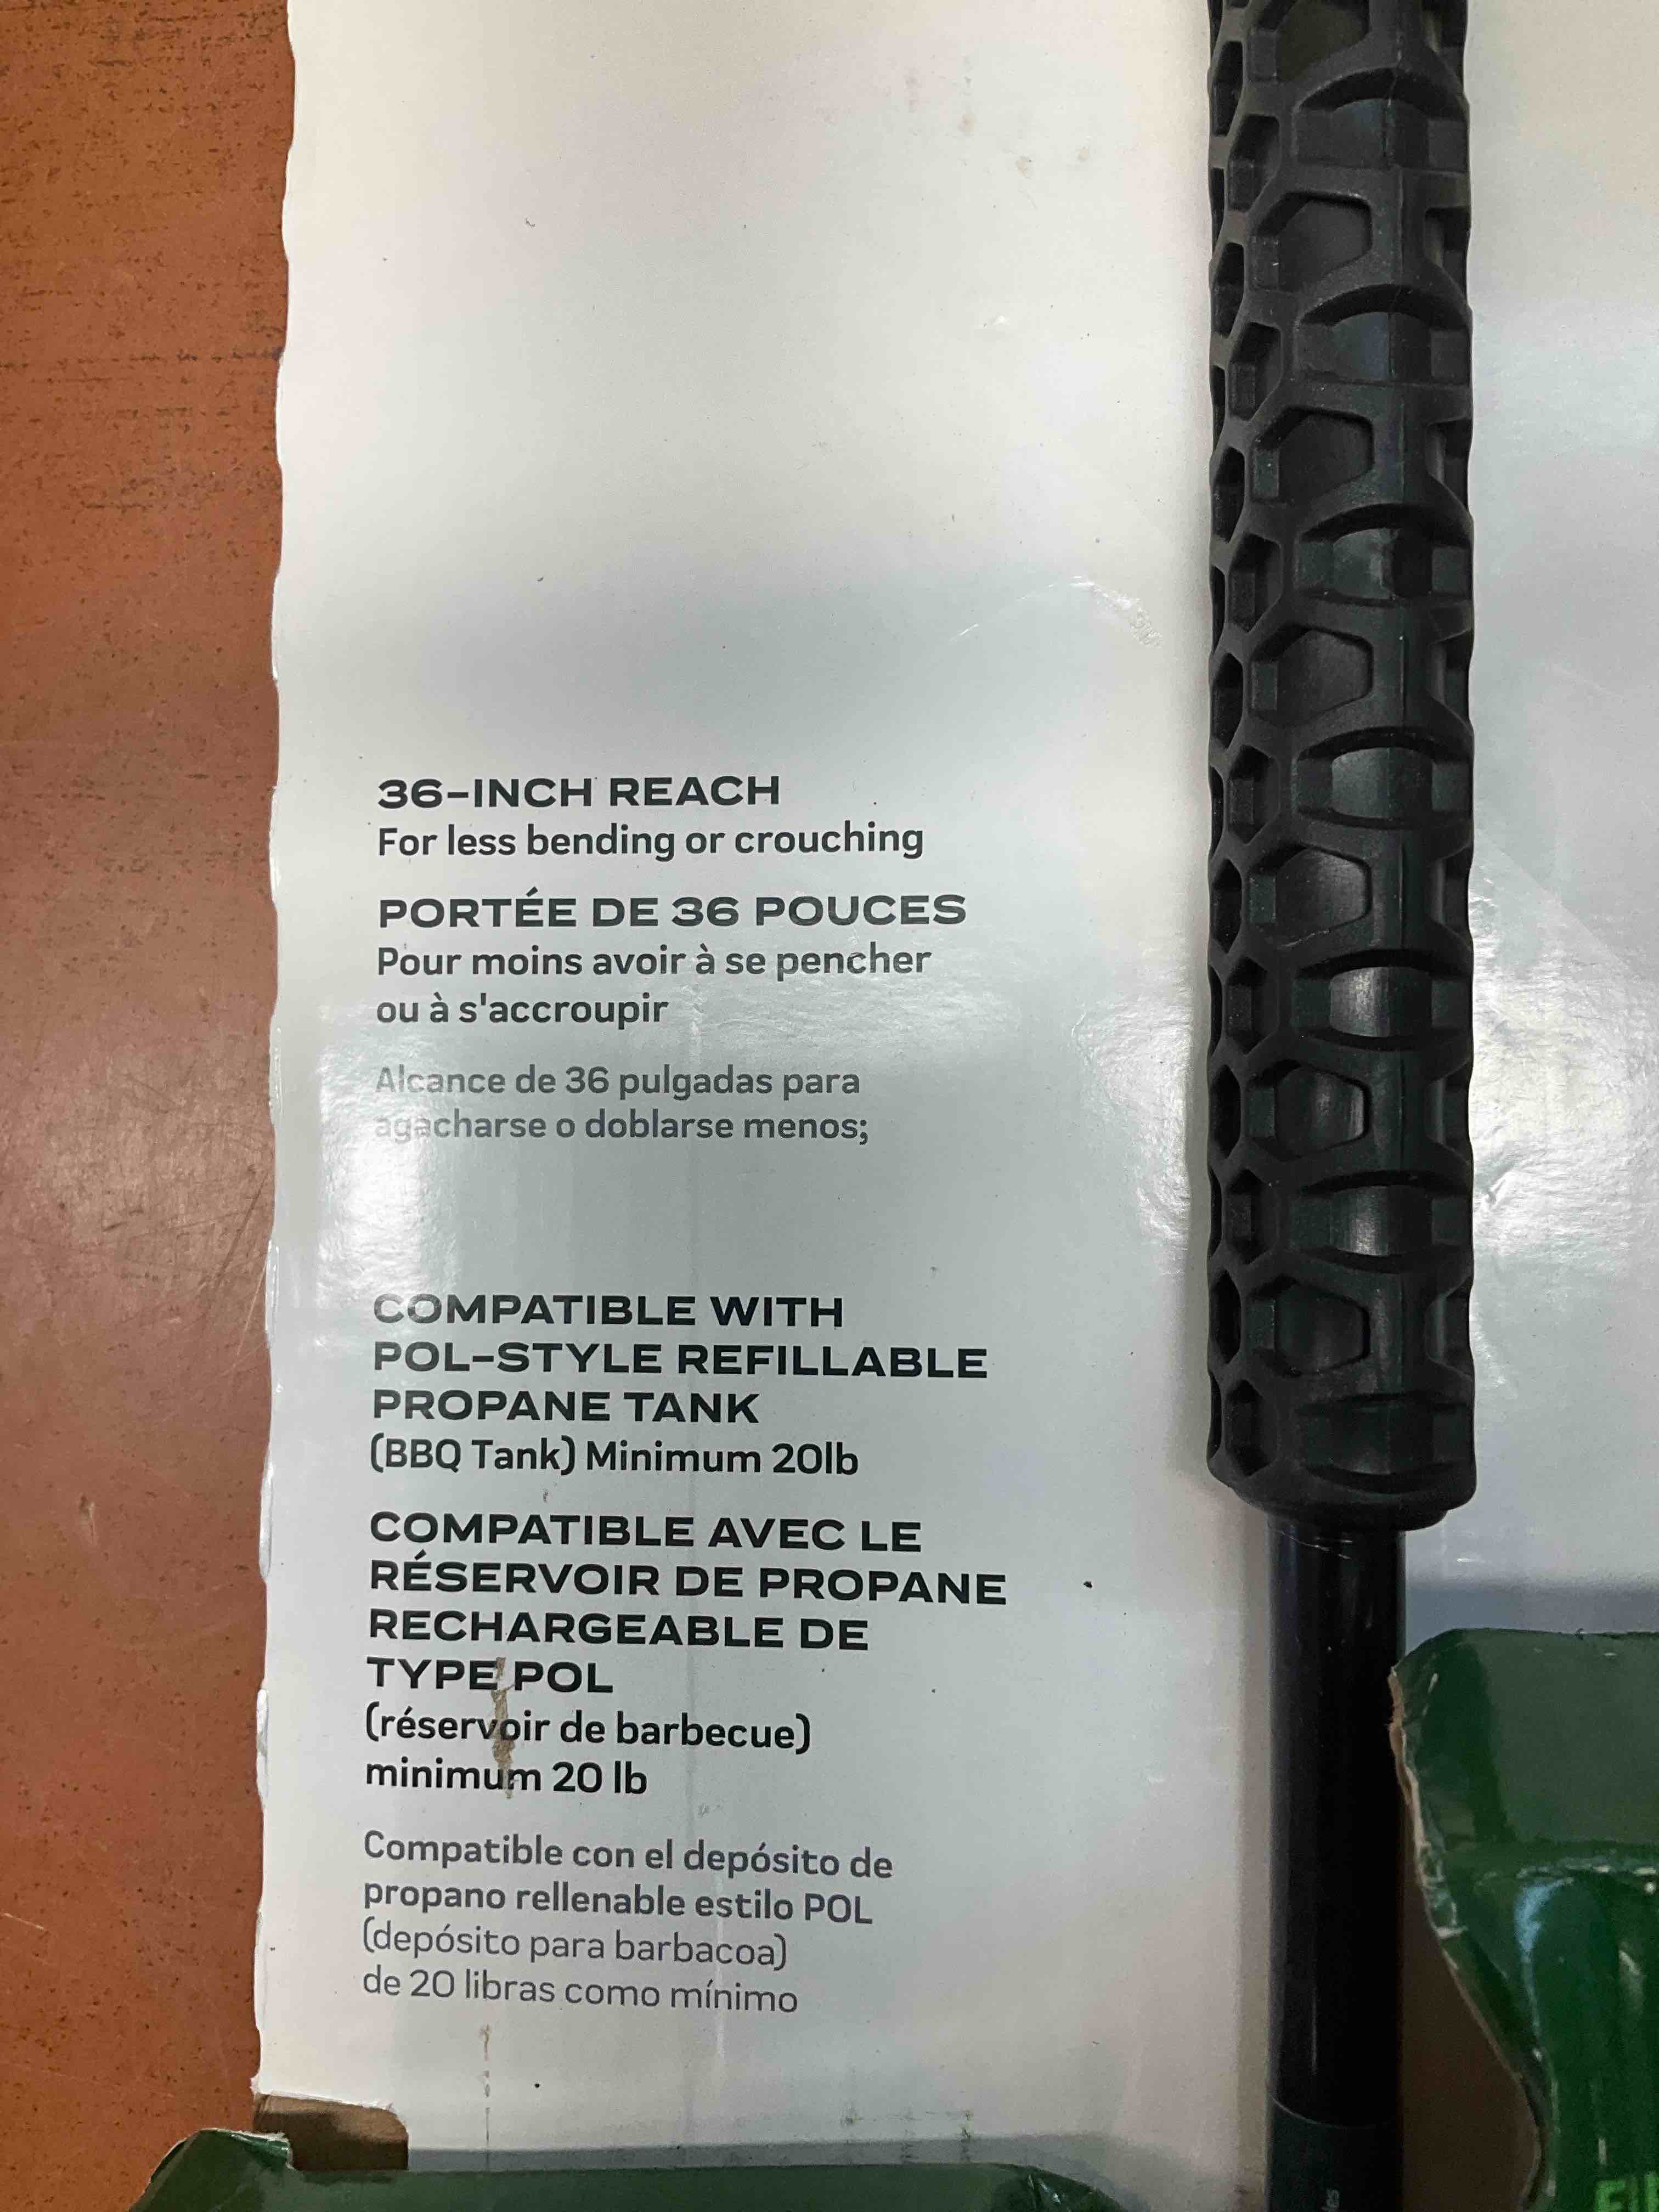 36-INCH REACH
For less bending or crouching
PORTÉE DE 36 POUCES
Pour moins avoir à se pencher
ou à s'accroupir
Alcance de 36 pulgadas para
agacharse o doblarse menos;
COMPATIBLE WITH
POL-STYLE REFILLABLE
PROPANE TANK
(BBQ Tank) Minimum 20lb
COMPATIBLE AVEC LE
RÉSERVOIR DE PROPANE
RECHARGEABLE DE
TYPE POL
(réservoir de barbecue)
minimum 20 lb
Compatible con el depósito de
propano rellenable estilo POL
(depósito para barbacoa)
de 20 libras como mínimo